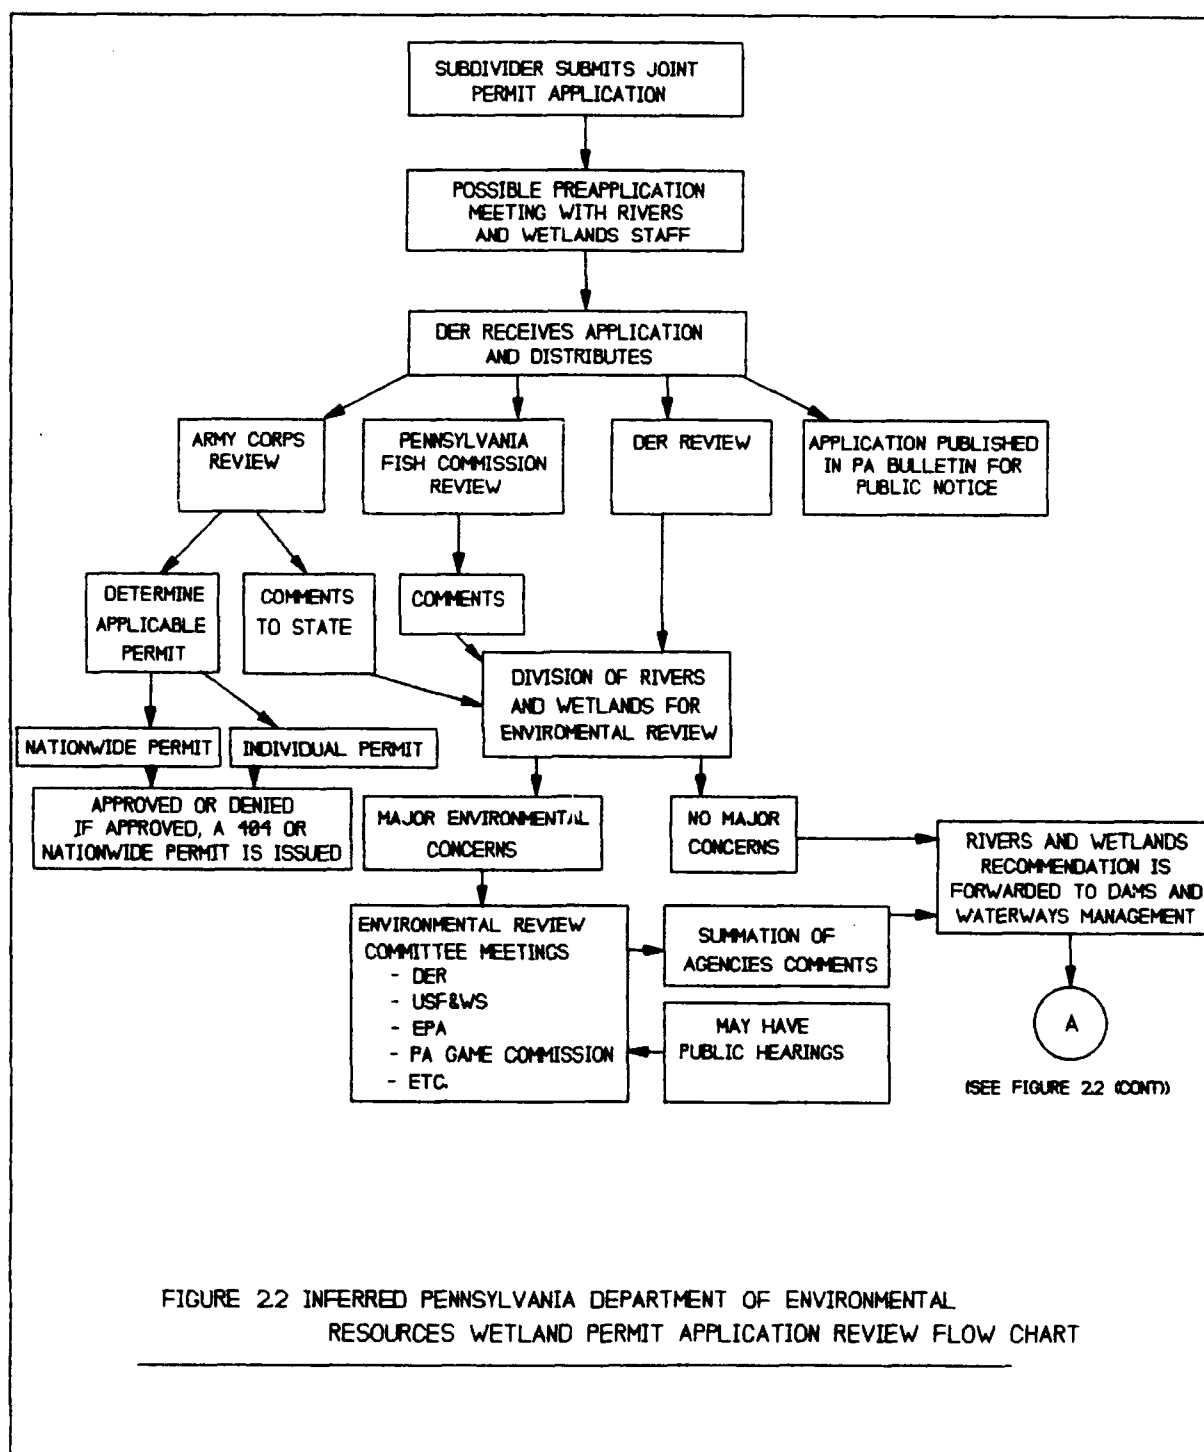 SUBDIVIDER SUBMITS JOINT
PERMIT APPLICATION
POSSIBLE PREAPPLICATION
MEETING WITH RIVERS
AND WETLANDS STAFF
DER RECEIVES APPLICATION
AND DISTRIBUTES
ARMY CORPS
REVIEW
PENNSYLVANIA
FISH COMMISSION
REVIEW
DER REVIEW
APPLICATION PUBLISHED
IN PA BULLETIN FOR
PUBLIC NOTICE
DETERMINE
APPLICABLE
PERMIT
COMMENTS
TO STATE
COMMENTS
DIVISION OF RIVERS
AND WETLANDS FOR
ENVIROMENTAL REVIEW
NATIONWIDE PERMIT
INDIVIDUAL PERMIT
APPROVED OR DENIED
IF APPROVED, A 404 OR
NATIONWIDE PERMIT IS ISSUED
MAJOR ENVIRONMENTAL
CONCERNS
NO MAJOR
CONCERNS
RIVERS AND WETLANDS
RECOMMENDATION IS
FORWARDED TO DAMS AND
WATERWAYS MANAGEMENT
ENVIRONMENTAL REVIEW
COMMITTEE MEETINGS
- DER
- USF&WS
- EPA
- PA GAME COMMISSION
- ETC.
SUMMATION OF
AGENCIES COMMENTS
MAY HAVE
PUBLIC HEARINGS
A
(SEE FIGURE 2.2 (CONT))
FIGURE 2.2 INFERRED PENNSYLVANIA DEPARTMENT OF ENVIRONMENTAL
RESOURCES WETLAND PERMIT APPLICATION REVIEW FLOW CHART